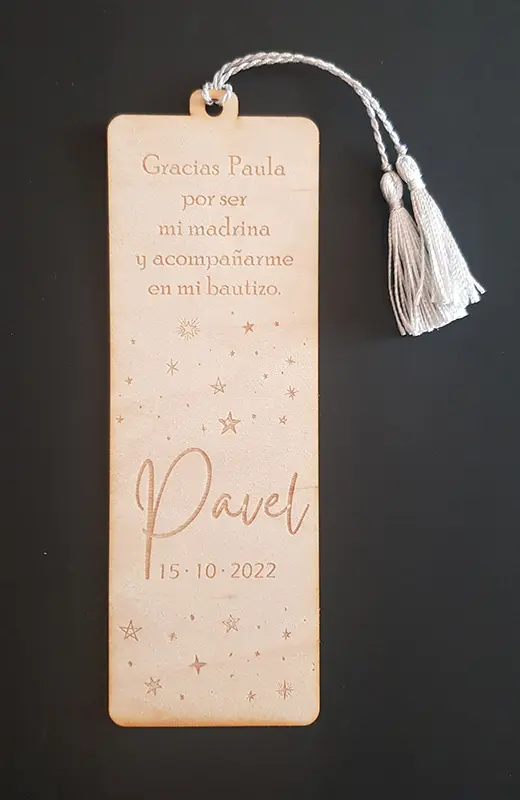 Gracias Paula
por ser
mi madrina
y acompañarme
en mi bautizo.
Pavel
15·10·2022